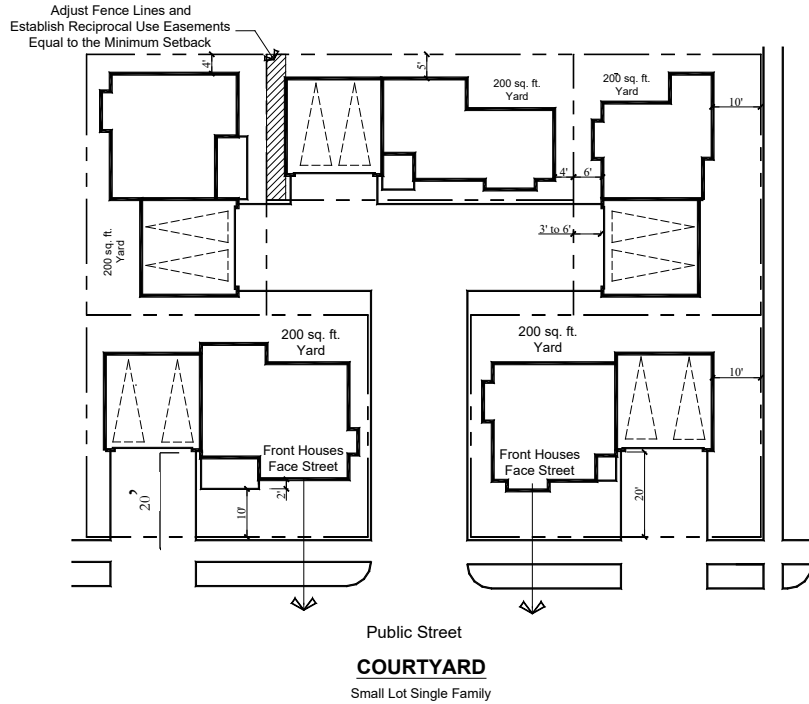 Adjust Fence Lines and
Establish Reciprocal Use Easements
Equal to the Minimum Setback
4'
5'
200 sq. ft.
Yard
200 sq. ft.
Yard
10'
4'
6'
3' to 6'
200 sq. ft.
Yard
200 sq. ft.
Yard
200 sq. ft.
Yard
10'
Front Houses
Face Street
Front Houses
Face Street
20’
10'
2'
20'
Public Street
COURTYARD
Small Lot Single Family